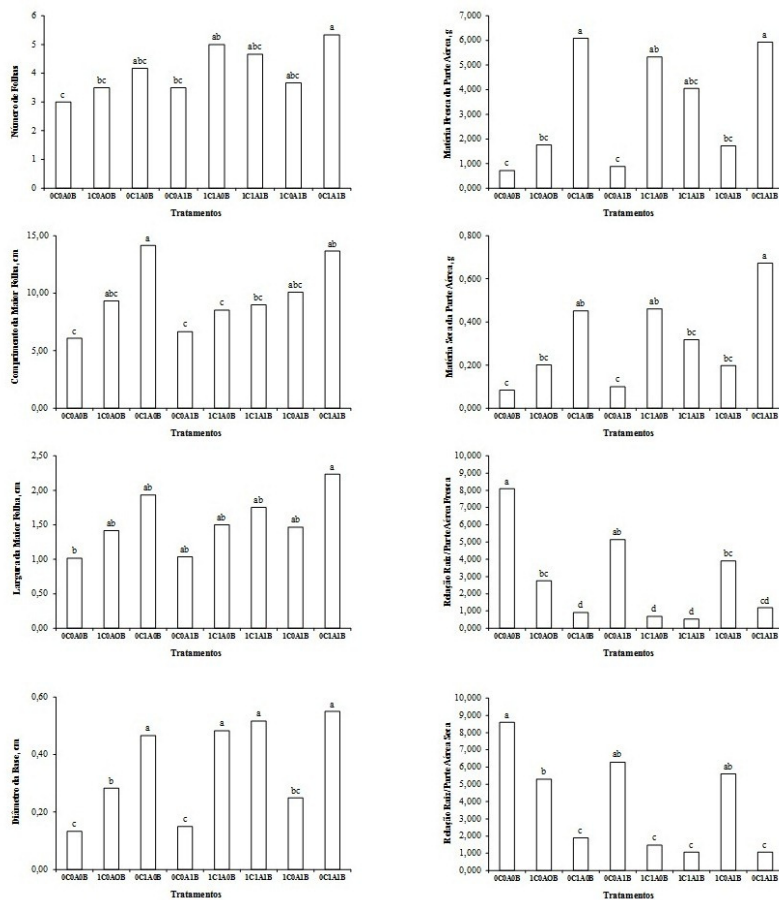 Número de Folhas
6
5
4
3
2
1
0
c
bc
abc
bc
ab
abc
abc
a
0C0A0B 1C0AOB 0C1A0B 0C0A1B 1C1A0B 1C1A1B 1C0A1B 0C1A1B
Tratamentos
Matéria Fresca da Parte Aérea, g
7,000
6,000
5,000
4,000
3,000
2,000
1,000
0,000
c
bc
a
c
ab
abc
bc
a
0C0A0B 1C0AOB 0C1A0B 0C0A1B 1C1A0B 1C1A1B 1C0A1B 0C1A1B
Tratamentos
Comprimento da Maior Folha, cm
15,00
10,00
5,00
0,00
c
abc
a
c
c
bc
abc
ab
0C0A0B 1C0AOB 0C1A0B 0C0A1B 1C1A0B 1C1A1B 1C0A1B 0C1A1B
Tratamentos
Matéria Seca da Parte Aérea, g
0,800
0,600
0,400
0,200
0,000
c
bc
ab
c
ab
bc
bc
a
0C0A0B 1C0AOB 0C1A0B 0C0A1B 1C1A0B 1C1A1B 1C0A1B 0C1A1B
Tratamentos
Largura da Maior Folha, cm
2,50
2,00
1,50
1,00
0,50
0,00
b
ab
ab
ab
ab
ab
ab
a
0C0A0B 1C0AOB 0C1A0B 0C0A1B 1C1A0B 1C1A1B 1C0A1B 0C1A1B
Tratamentos
Relação Raiz/Parte Aérea Fresca
10,000
9,000
8,000
7,000
6,000
5,000
4,000
3,000
2,000
1,000
0,000
a
bc
d
ab
d
d
bc
cd
0C0A0B 1C0AOB 0C1A0B 0C0A1B 1C1A0B 1C1A1B 1C0A1B 0C1A1B
Tratamentos
Diâmetro da Base, cm
0,60
0,40
0,20
0,00
c
b
a
c
a
a
bc
a
0C0A0B 1C0AOB 0C1A0B 0C0A1B 1C1A0B 1C1A1B 1C0A1B 0C1A1B
Tratamentos
Relação Raiz/Parte Aérea Seca
10,000
9,000
8,000
7,000
6,000
5,000
4,000
3,000
2,000
1,000
0,000
a
b
c
ab
c
c
ab
c
0C0A0B 1C0AOB 0C1A0B 0C0A1B 1C1A0B 1C1A1B 1C0A1B 0C1A1B
Tratamentos